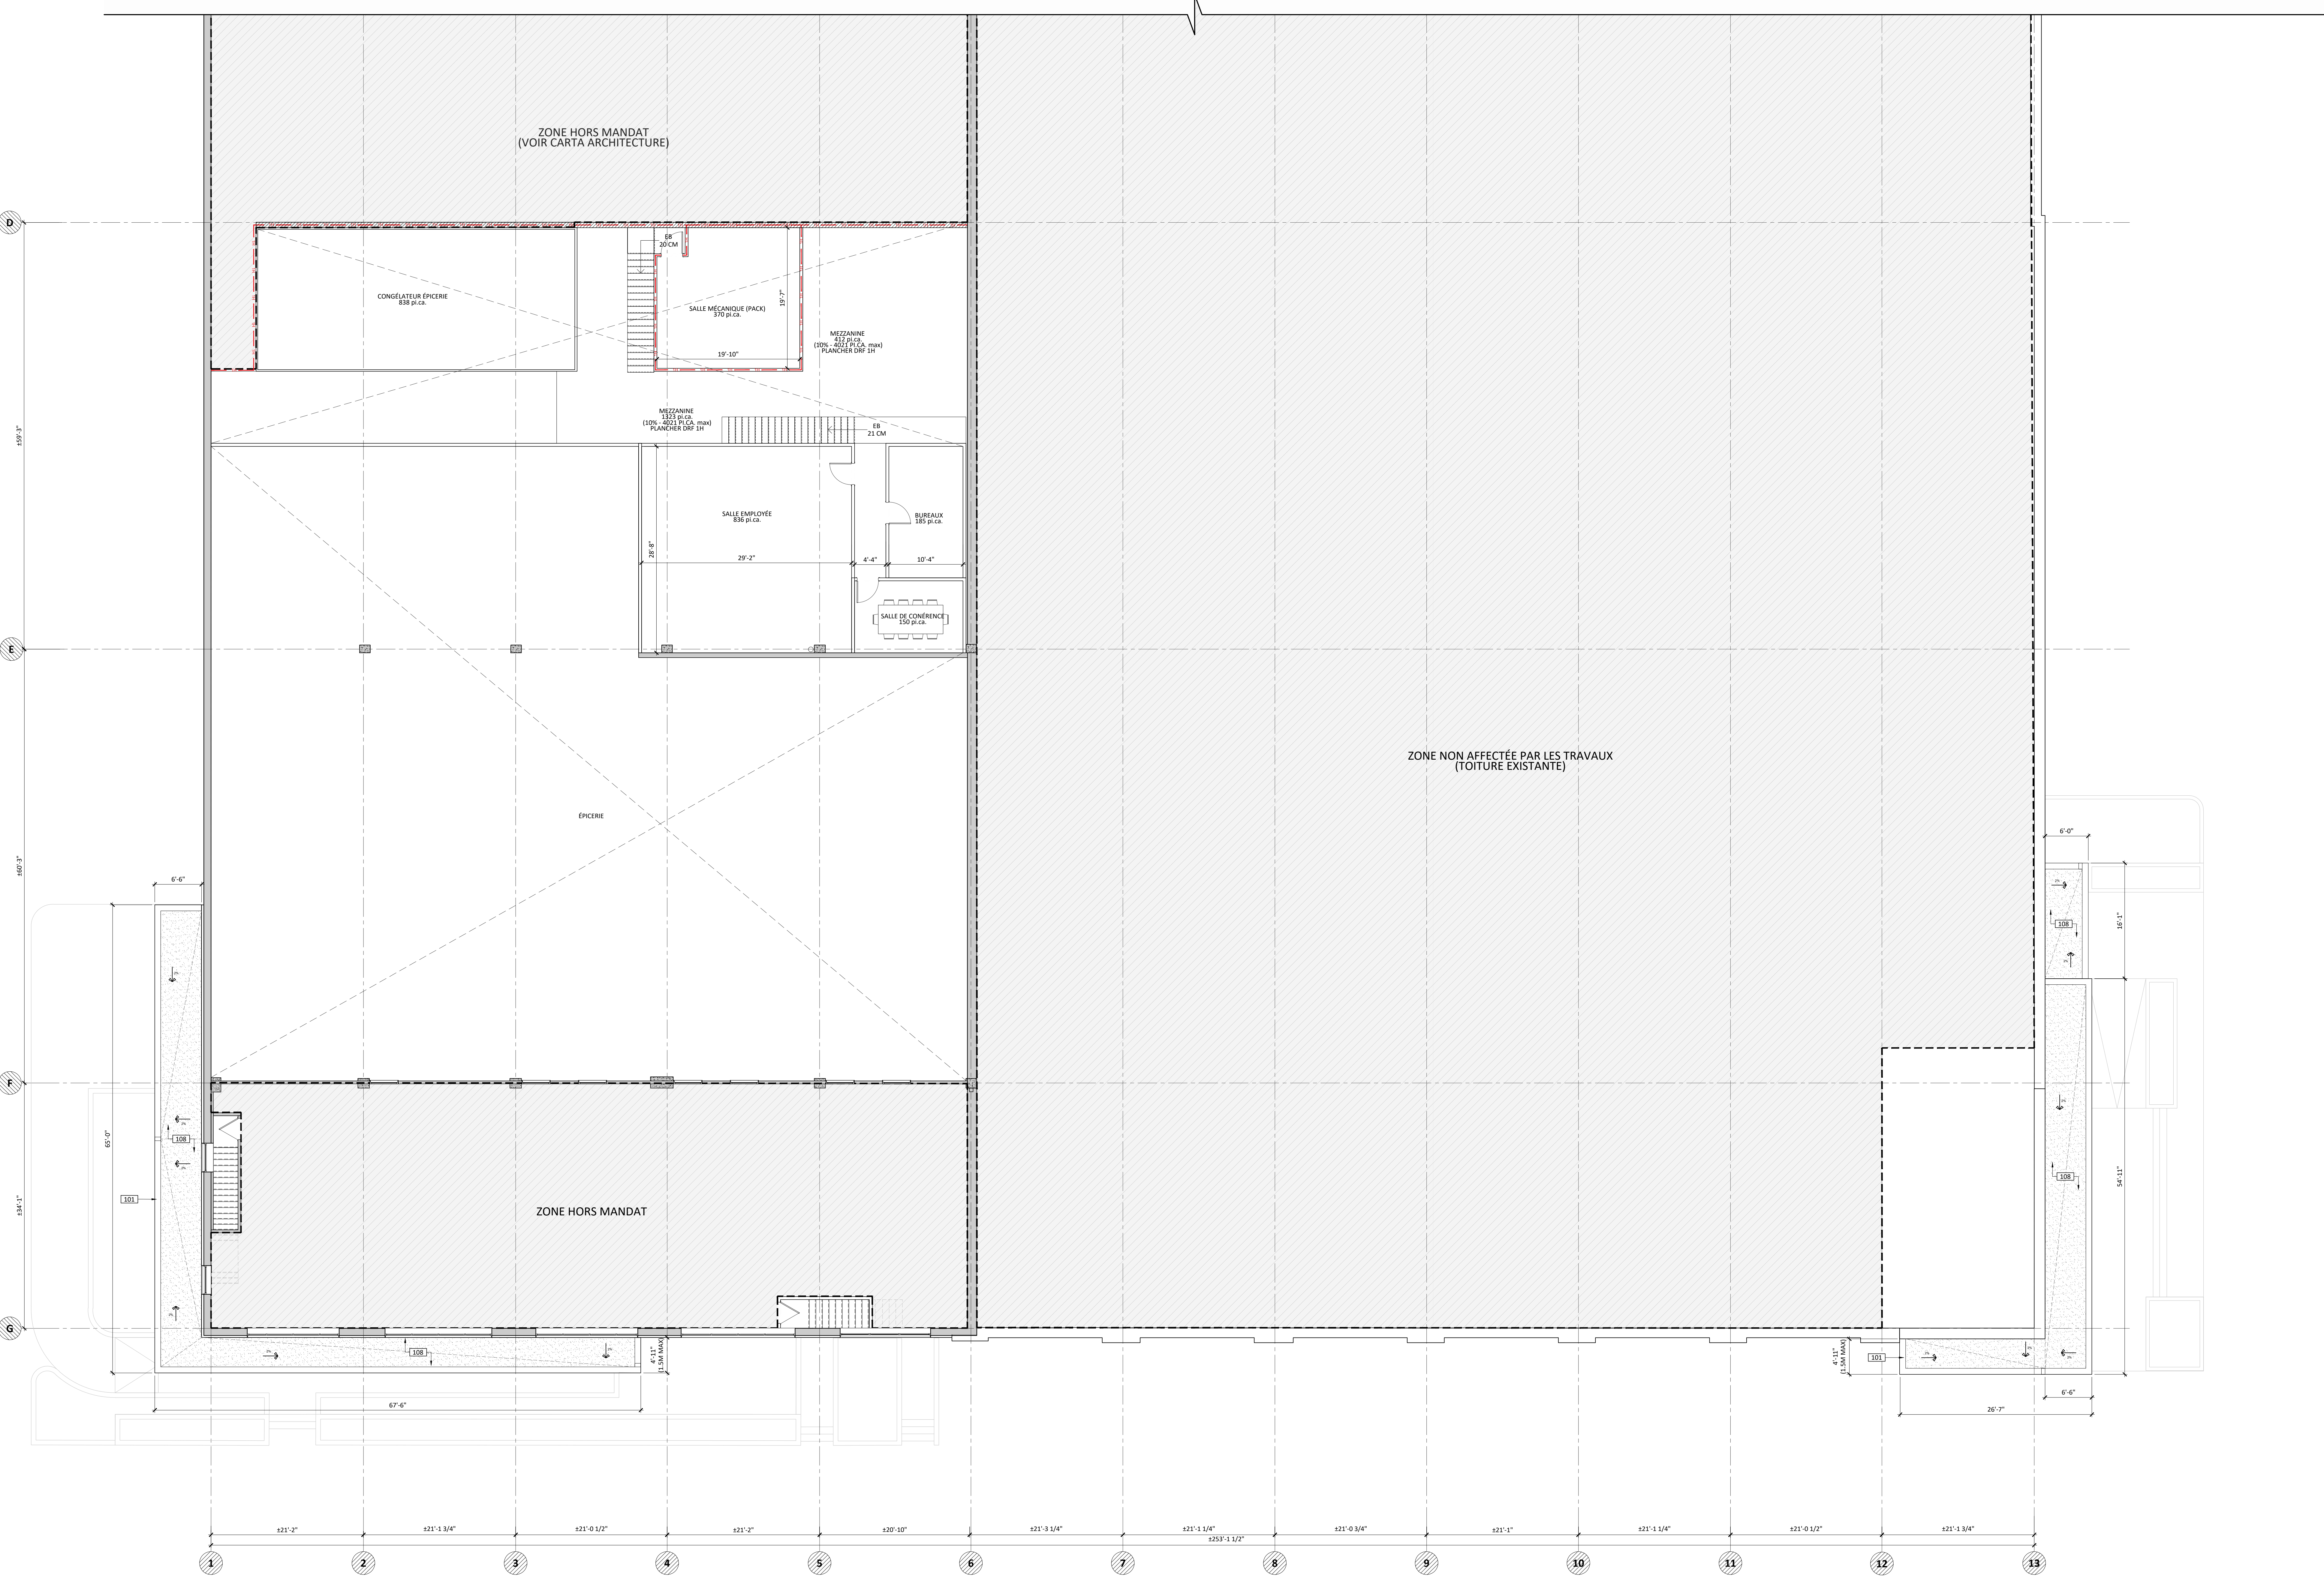 ZONE HORS MANDAT
(VOIR CARTA ARCHITECTURE)
D
EB
20 CM
CONGÉLATEUR ÉPICERIE
838 pi.ca.
SALLE MÉCANIQUE (PACK)
370 pi.ca.
19'-7"
19'-10"
MEZZANINE
412 pi.ca.
(10% - 4021 PI.CA. max)
PLANCHER DRF 1H
MEZZANINE
1323 pi.ca.
(10% - 4021 PI.CA. max)
PLANCHER DRF 1H
EB
21 CM
±59'-3"
SALLE EMPLOYÉE
836 pi.ca.
BUREAUX
185 pi.ca.
28'-8"
29'-2"
4'-4"
10'-4"
SALLE DE CONÉRENCE
150 pi.ca.
E
ZONE NON AFFECTÉE PAR LES TRAVAUX
(TOITURE EXISTANTE)
ÉPICERIE
±60'-3"
6'-6"
6'-0"
108
16'-1"
F
65'-0"
108
101
±34'-1"
ZONE HORS MANDAT
108
54'-11"
G
108
4'-11"
(1.5M MAX)
67'-6"
4'-11"
(1.5M MAX)
101
6'-6"
26'-7"
±21'-2"
±21'-1 3/4"
±21'-0 1/2"
±21'-2"
±20'-10"
±21'-3 1/4"
±21'-1 1/4"
±21'-0 3/4"
±21'-1"
±21'-1 1/4"
±21'-0 1/2"
±21'-1 3/4"
±253'-1 1/2"
1
2
3
4
5
6
7
8
9
10
11
12
13